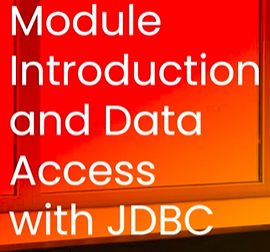 Module
Introduction
and Data
Access
with JDBC